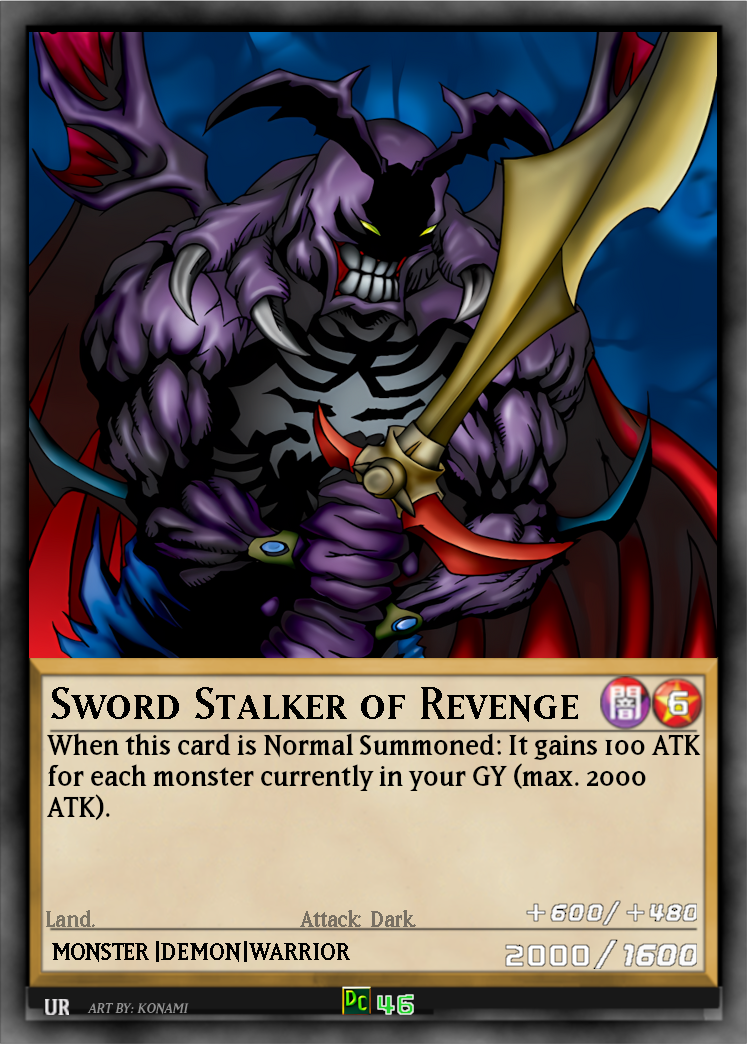 Sword Stalker of Revenge 闇 6
When this card is Normal Summoned: It gains 100 ATK
for each monster currently in your GY (max. 2000
ATK).
Land. Attack: Dark. +600/+480
MONSTER |DEMON|WARRIOR 2000/1600
UR ART BY: KONAMI DC 46